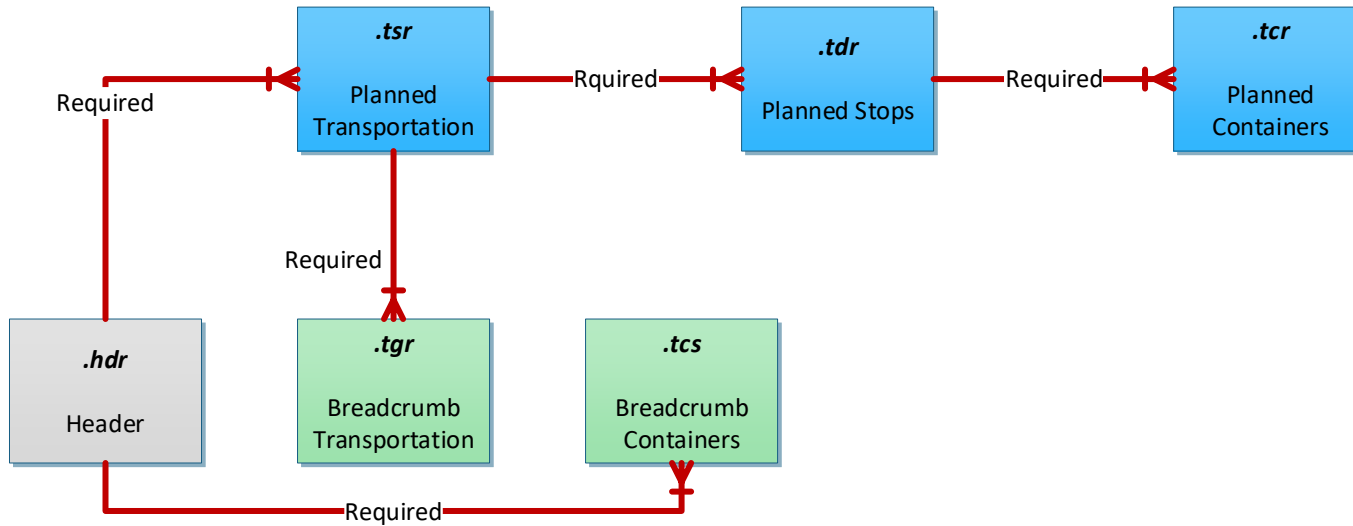 .tsr
Planned
Transportation
Rquired
.tdr
Planned Stops
Required
.tcr
Planned
Containers
Required
Required
.hdr
Header
.tgr
Breadcrumb
Transportation
.tcs
Breadcrumb
Containers
Required